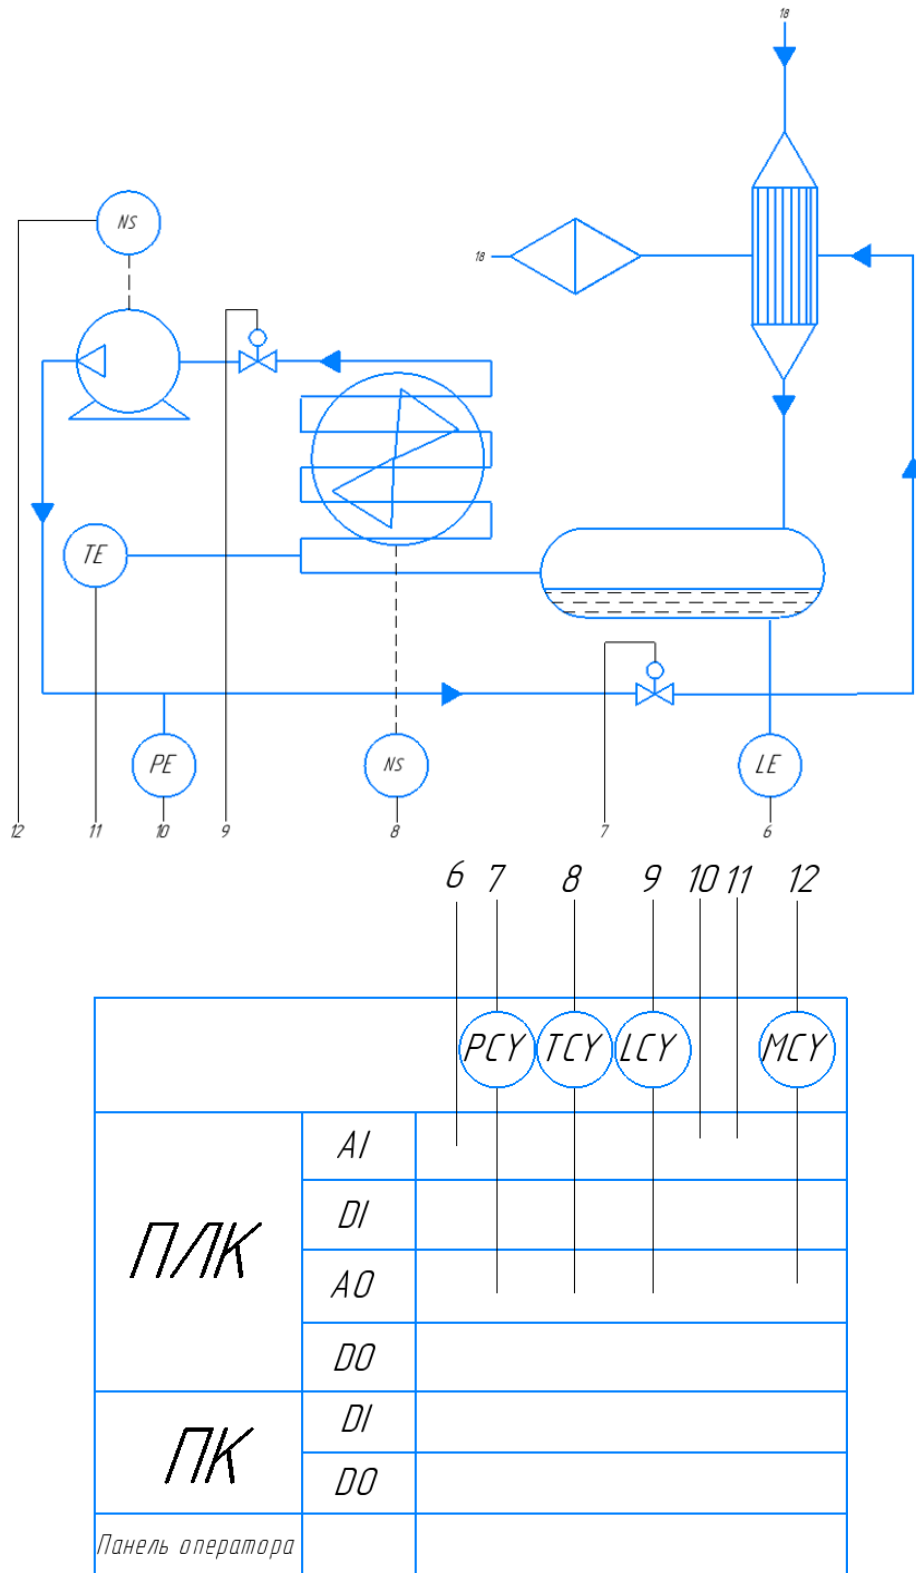 18
NS
18
TE
PE
NS
LE
12 11 10 9 8 7 6
6 7 8 9 10 11 12
PCY TCY LCY MCY
ПЛК
AI
DI
AO
DO
ПК
DI
DO
Панель оператора